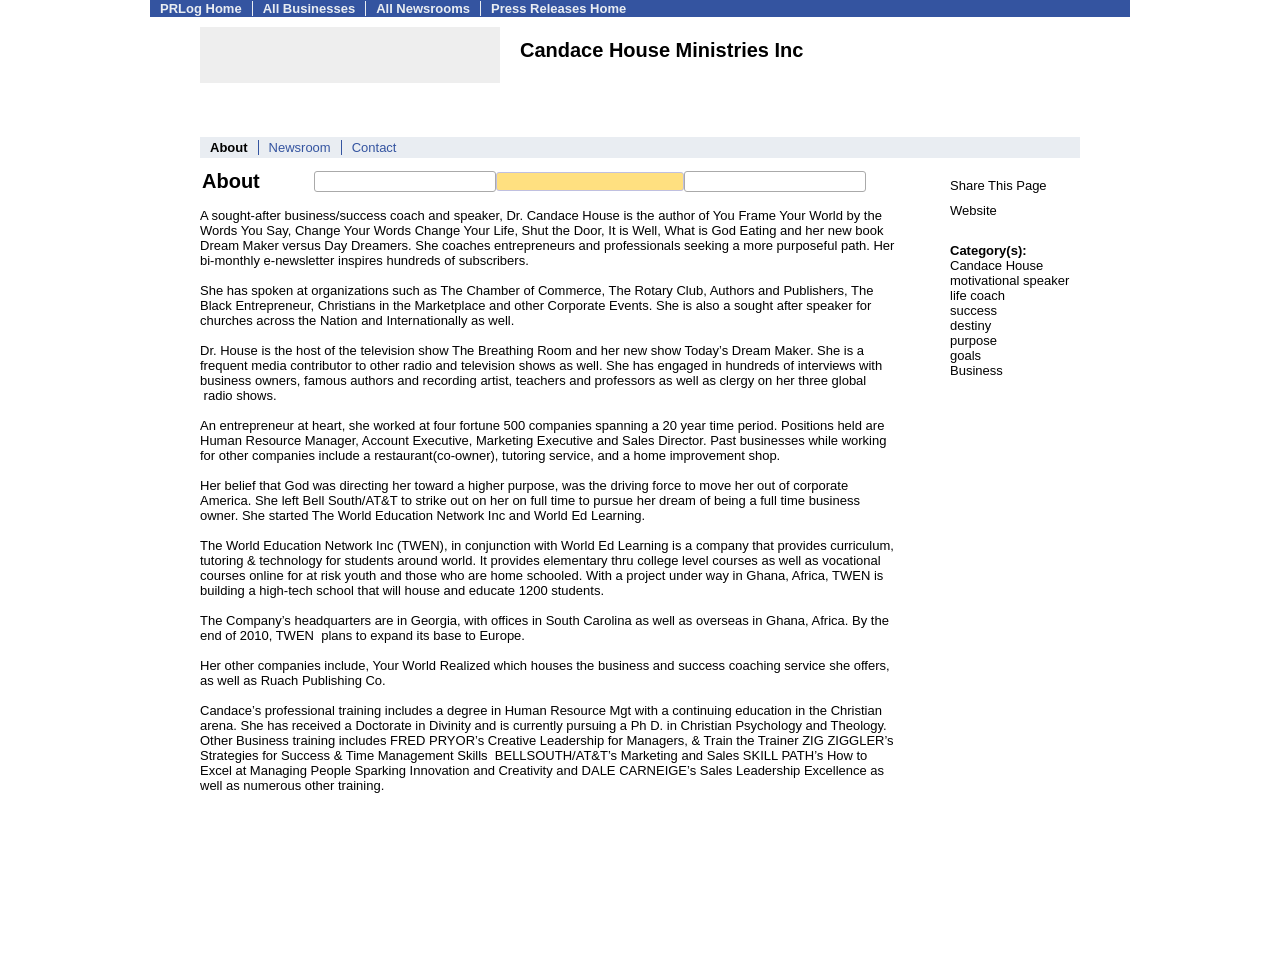 PRLog Home
All Businesses
All Newsrooms
Press Releases Home
Candace House Ministries Inc
About
Newsroom
Contact
About
A sought-after business/success coach and speaker, Dr. Candace House is the author of You Frame Your World by the
Words You Say, Change Your Words Change Your Life, Shut the Door, It is Well, What is God Eating and her new book
Dream Maker versus Day Dreamers. She coaches entrepreneurs and professionals seeking a more purposeful path. Her
bi-monthly e-newsletter inspires hundreds of subscribers.
She has spoken at organizations such as The Chamber of Commerce, The Rotary Club, Authors and Publishers, The
Black Entrepreneur, Christians in the Marketplace and other Corporate Events. She is also a sought after speaker for
churches across the Nation and Internationally as well.
Dr. House is the host of the television show The Breathing Room and her new show Today’s Dream Maker. She is a
frequent media contributor to other radio and television shows as well. She has engaged in hundreds of interviews with
business owners, famous authors and recording artist, teachers and professors as well as clergy on her three global
radio shows.
An entrepreneur at heart, she worked at four fortune 500 companies spanning a 20 year time period. Positions held are
Human Resource Manager, Account Executive, Marketing Executive and Sales Director. Past businesses while working
for other companies include a restaurant(co-owner), tutoring service, and a home improvement shop.
Her belief that God was directing her toward a higher purpose, was the driving force to move her out of corporate
America. She left Bell South/AT&T to strike out on her on full time to pursue her dream of being a full time business
owner. She started The World Education Network Inc and World Ed Learning.
The World Education Network Inc (TWEN), in conjunction with World Ed Learning is a company that provides curriculum,
tutoring & technology for students around world. It provides elementary thru college level courses as well as vocational
courses online for at risk youth and those who are home schooled. With a project under way in Ghana, Africa, TWEN is
building a high-tech school that will house and educate 1200 students.
The Company’s headquarters are in Georgia, with offices in South Carolina as well as overseas in Ghana, Africa. By the
end of 2010, TWEN  plans to expand its base to Europe.
Her other companies include, Your World Realized which houses the business and success coaching service she offers,
as well as Ruach Publishing Co.
Candace’s professional training includes a degree in Human Resource Mgt with a continuing education in the Christian
arena. She has received a Doctorate in Divinity and is currently pursuing a Ph D. in Christian Psychology and Theology.
Other Business training includes FRED PRYOR’s Creative Leadership for Managers, & Train the Trainer ZIG ZIGGLER’s
Strategies for Success & Time Management Skills  BELLSOUTH/AT&T’s Marketing and Sales SKILL PATH’s How to
Excel at Managing People Sparking Innovation and Creativity and DALE CARNEIGE’s Sales Leadership Excellence as
well as numerous other training.
Share This Page
Website
Category(s):
Candace House
motivational speaker
life coach
success
destiny
purpose
goals
Business